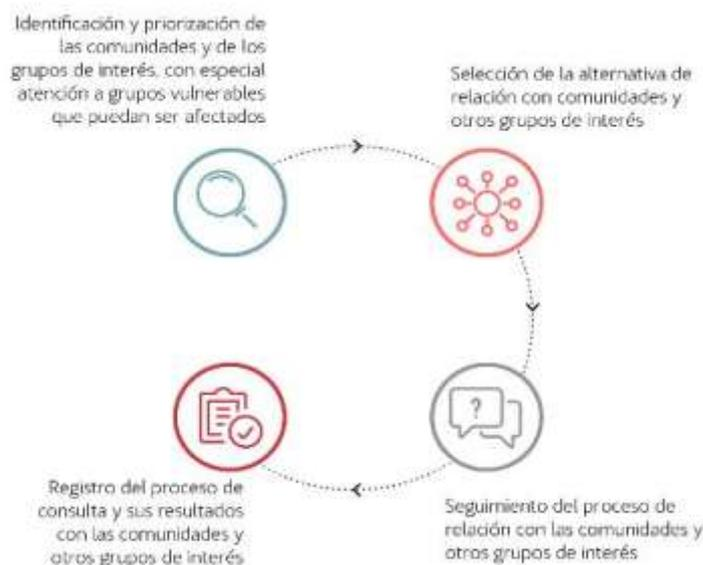 Identificación y priorización de
las comunidades y de los
grupos de interés, con especial
atención a grupos vulnerables
que puedan ser afectados
Selección de la alternativa de
relación con comunidades y
otros grupos de interés
?
Seguimiento del proceso de
relación con las comunidades y
otros grupos de interés
Registro del proceso de
consulta y sus resultados
con las comunidades y
otros grupos de interés